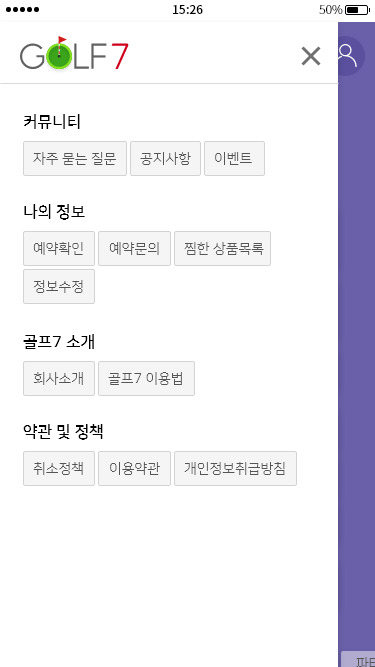 15:26
50%
GOLF 7
커뮤니티
자주 묻는 질문 공지사항 이벤트
나의 정보
예약확인 예약문의 찜한 상품목록
정보수정
골프7 소개
회사소개 골프7 이용법
약관 및 정책
취소정책 이용약관 개인정보취급방침